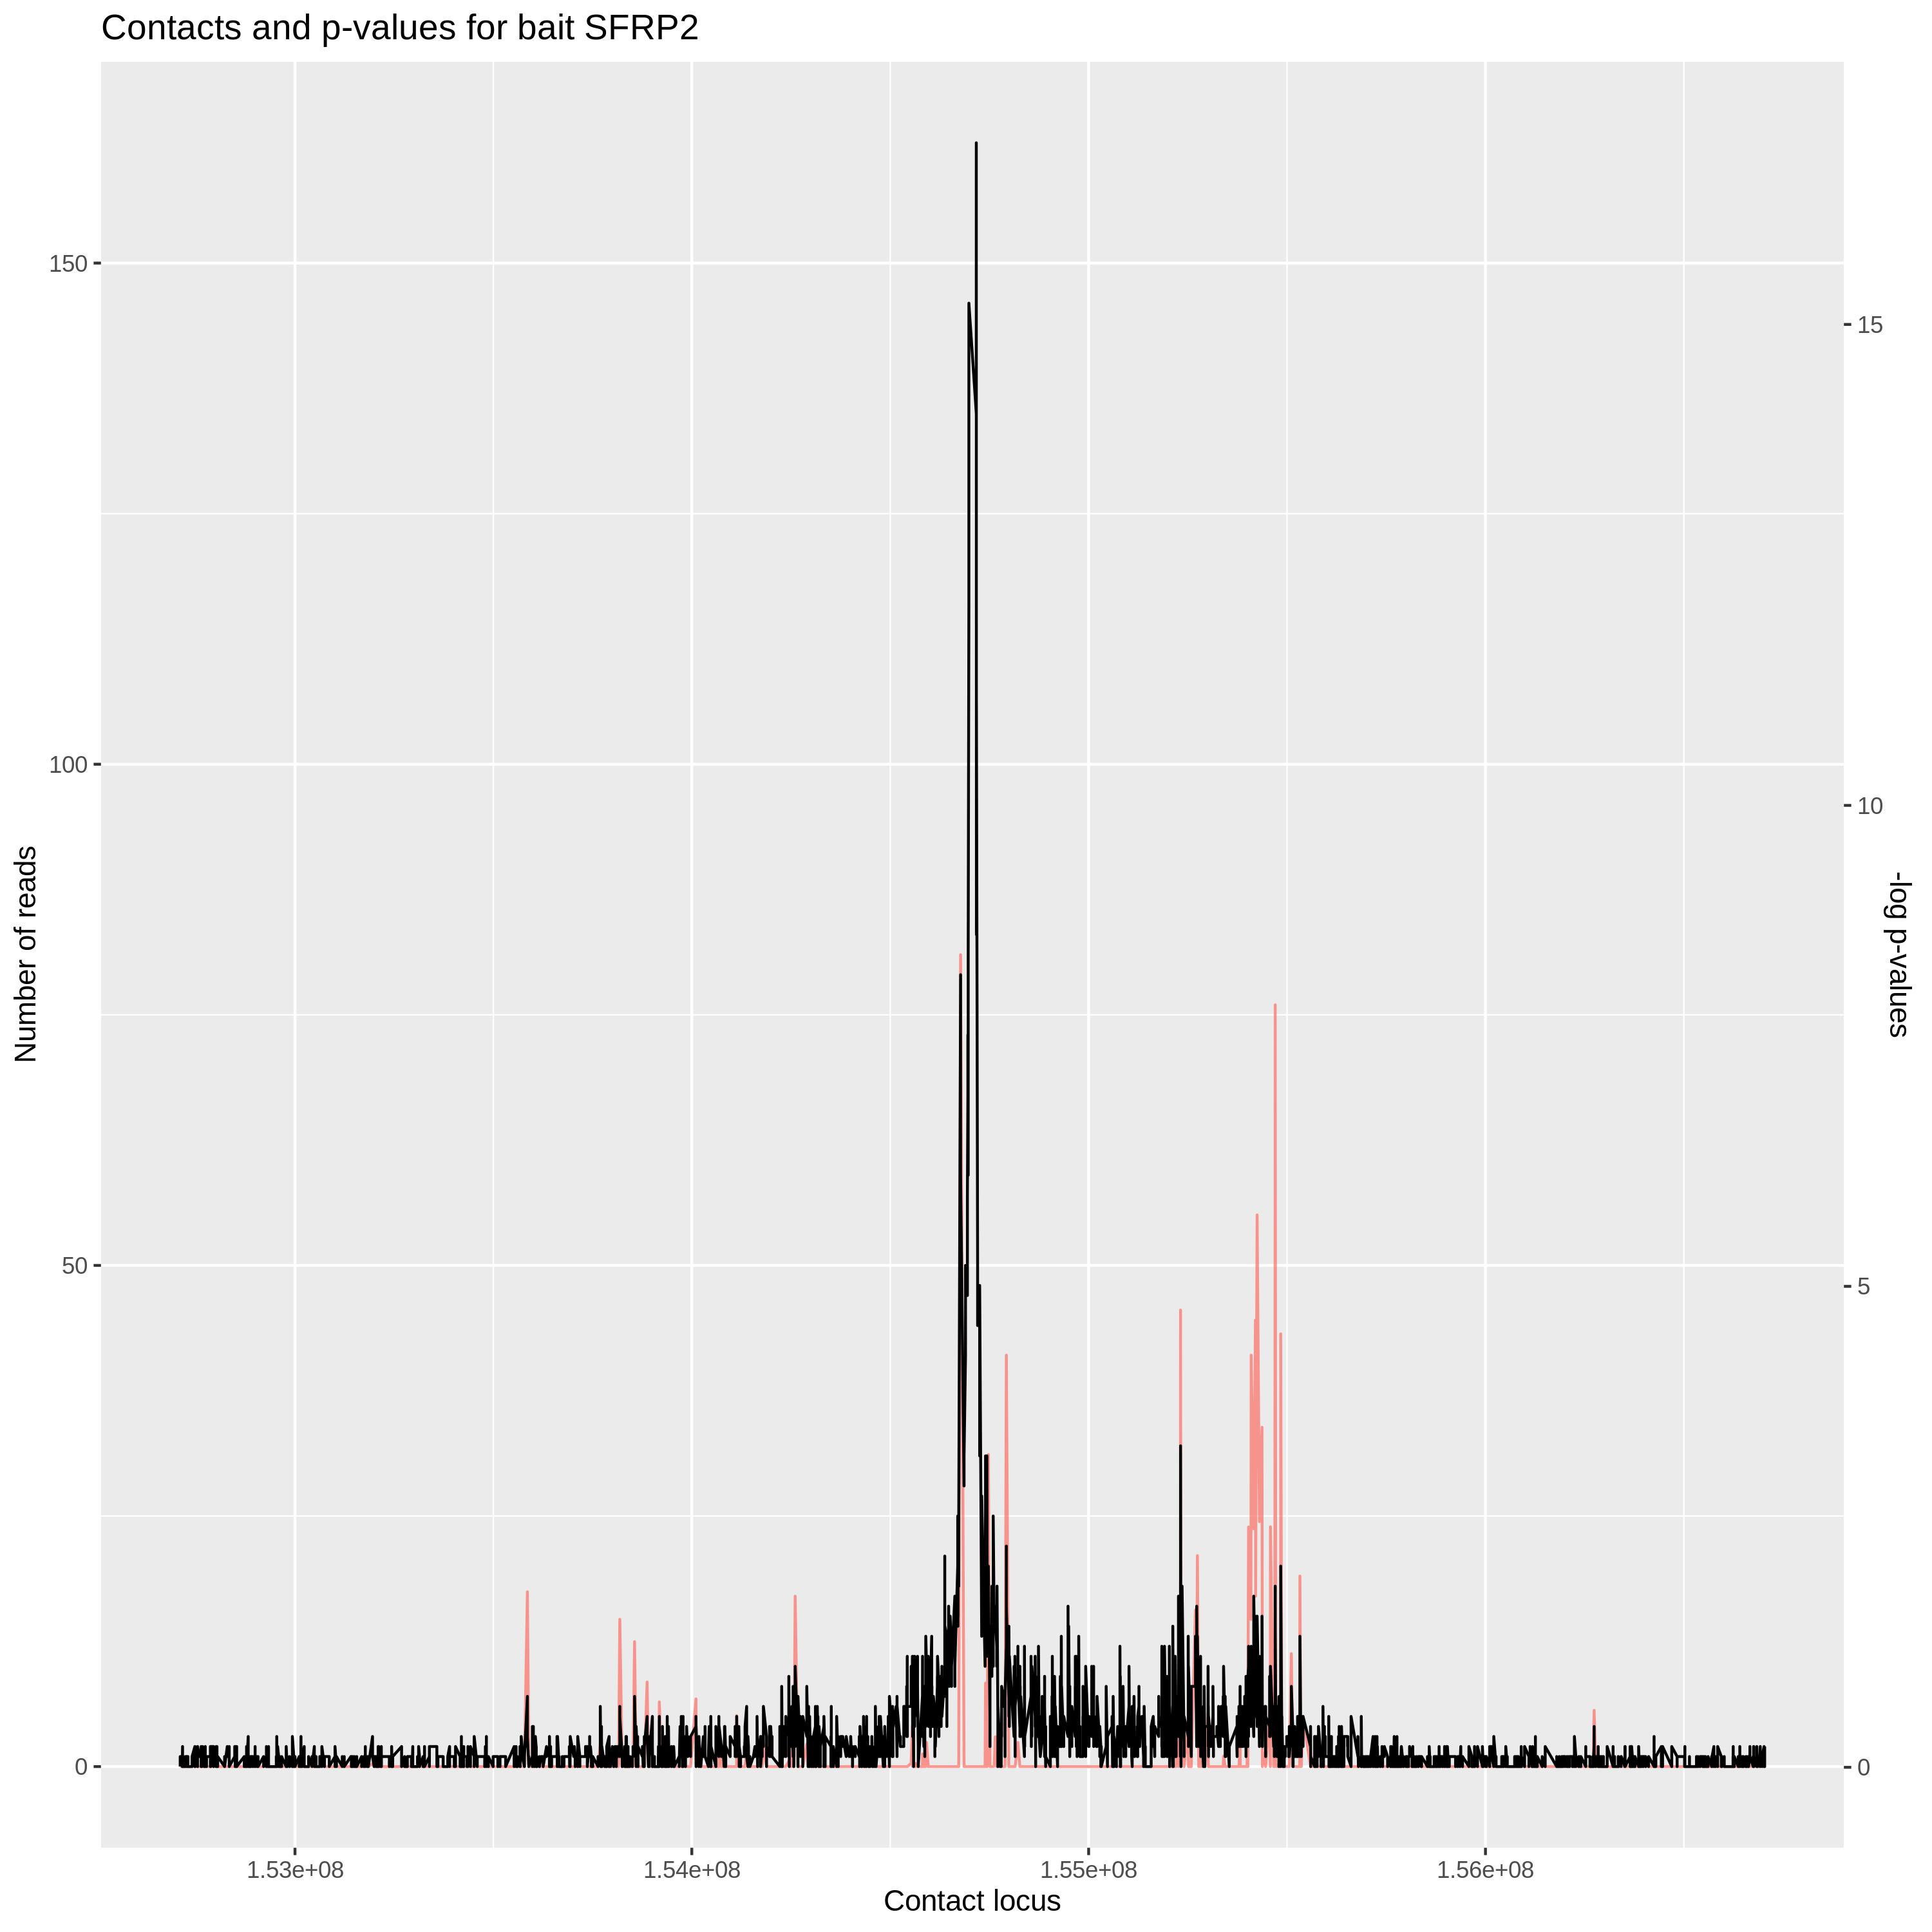 Contacts and p-values for bait SFRP2
150
100
50
0
Number of reads
15
10
5
0
-log p-values
1.53e+08
1.54e+08
1.55e+08
1.56e+08
Contact locus